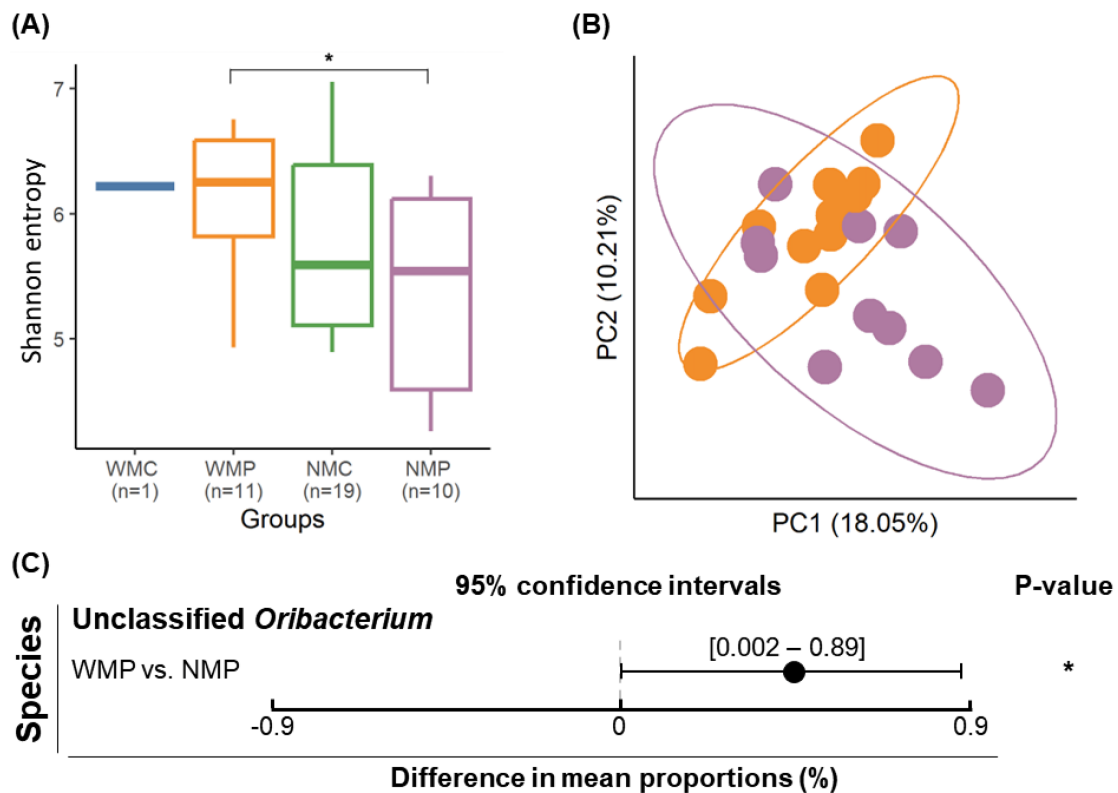 (A)
*
Shannon entropy
7
6
5
WMC WMP NMC NMP
(n=1) (n=11) (n=19) (n=10)
Groups
(B)
PC2 (10.21%)
PC1 (18.05%)
(C)
95% confidence intervals P-value
Species
Unclassified Oribacterium
[0.002 – 0.89]
WMP vs. NMP *
-0.9 0 0.9
Difference in mean proportions (%)